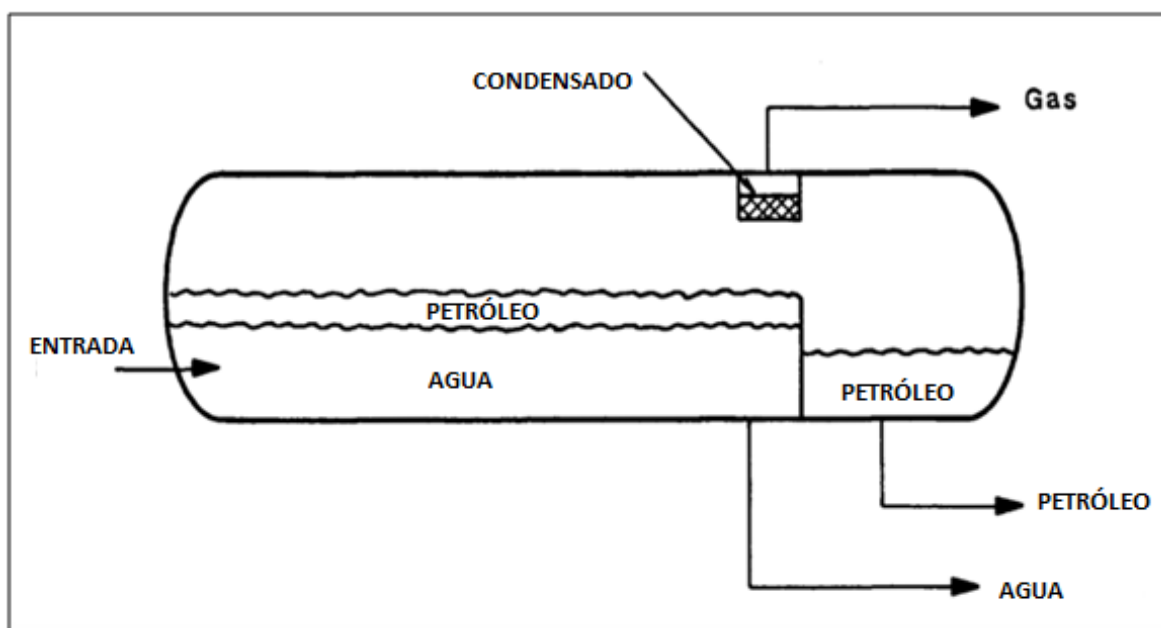 CONDENSADO
Gas
PETRÓLEO
ENTRADA
AGUA
PETRÓLEO
PETRÓLEO
AGUA